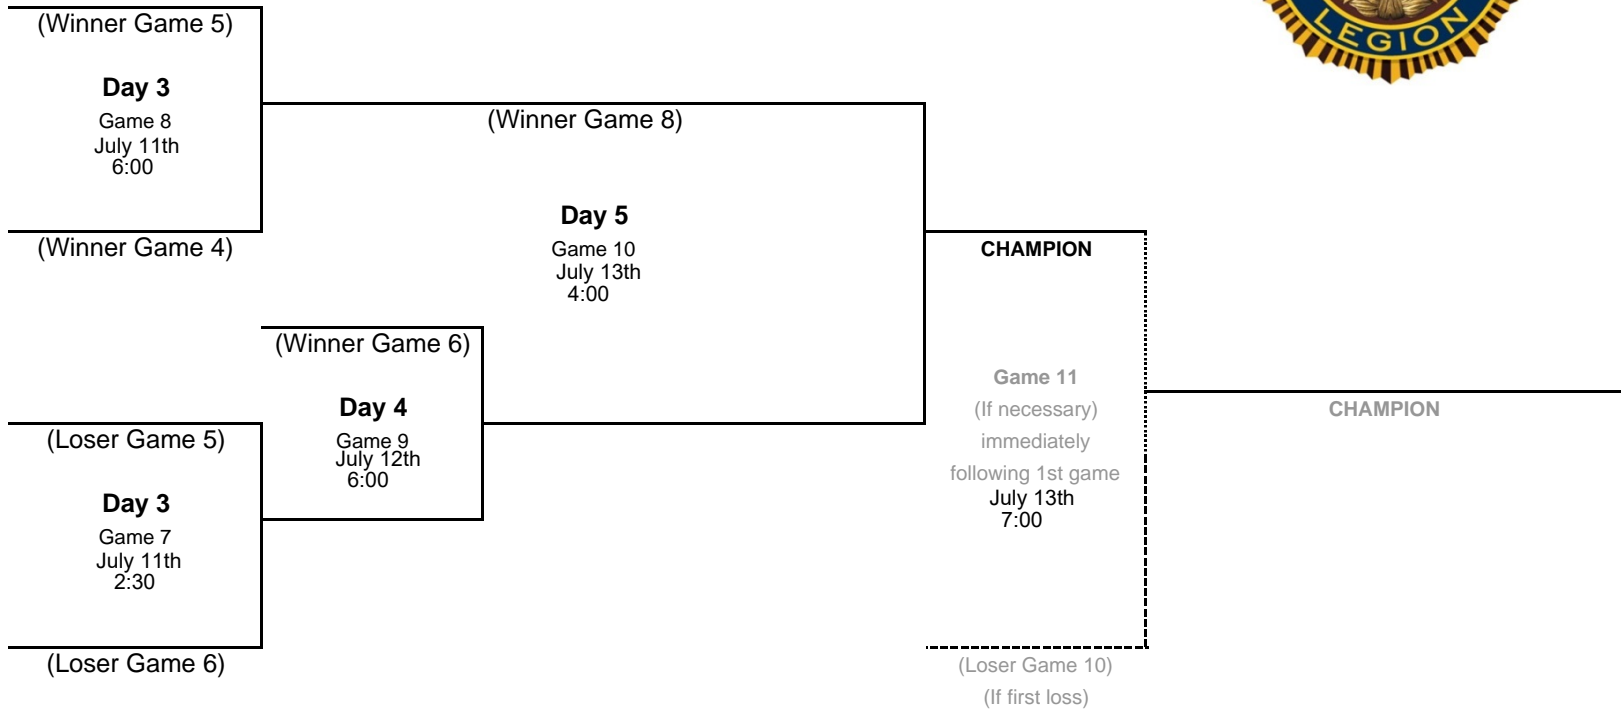 LEGION
(Winner Game 5)
Day 3
Game 8
July 11th
6:00
(Winner Game 4)
(Winner Game 8)
Day 5
Game 10
July 13th
4:00
(Winner Game 6)
Day 4
Game 9
July 12th
6:00
(Loser Game 5)
Day 3
Game 7
July 11th
2:30
(Loser Game 6)
CHAMPION
Game 11
(If necessary)
immediately
following 1st game
July 13th
7:00
(Loser Game 10)
(If first loss)
CHAMPION